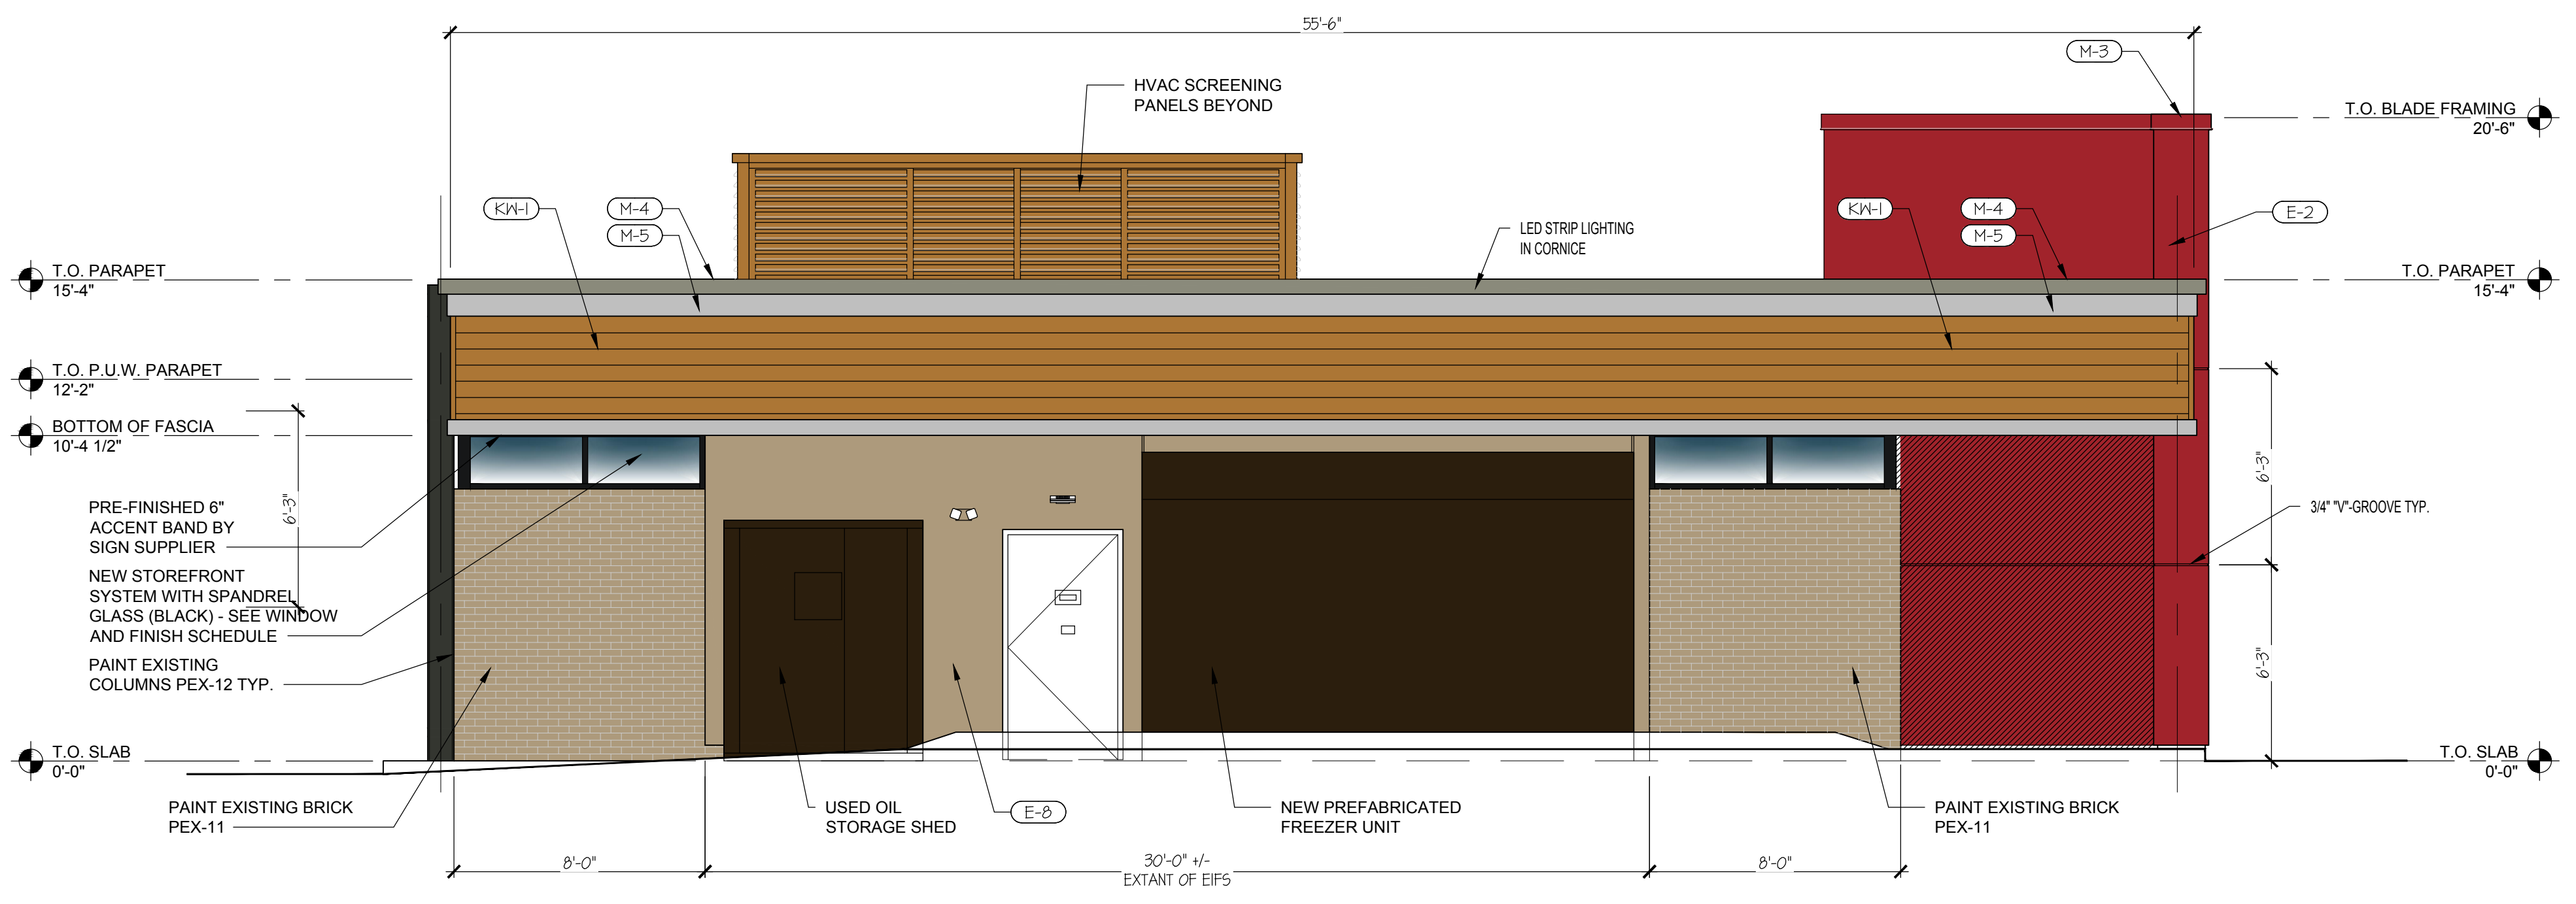 55'-6"
M-3
HVAC SCREENING
PANELS BEYOND
T.O. BLADE FRAMING
20'-6"
KW-1
M-4
M-5
LED STRIP LIGHTING
IN CORNICE
KW-1
M-4
M-5
E-2
T.O. PARAPET
15'-4"
T.O. PARAPET
15'-4"
T.O. P.U.W. PARAPET
12'-2"
BOTTOM OF FASCIA
10'-4 1/2"
6'-3"
6'-3"
PRE-FINISHED 6"
ACCENT BAND BY
SIGN SUPPLIER
3/4" "V"-GROOVE TYP.
NEW STOREFRONT
SYSTEM WITH SPANDREL
GLASS (BLACK) - SEE WINDOW
AND FINISH SCHEDULE
PAINT EXISTING
COLUMNS PEX-12 TYP.
6'-3"
T.O. SLAB
0'-0"
T.O. SLAB
0'-0"
PAINT EXISTING BRICK
PEX-11
USED OIL
STORAGE SHED
E-8
NEW PREFABRICATED
FREEZER UNIT
PAINT EXISTING BRICK
PEX-11
8'-0"
30'-0" +/-
EXTANT OF EIFS
8'-0"